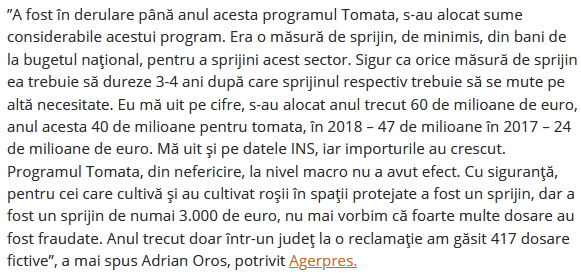 ”A fost în derulare până anul acesta programul Tomata, s-au alocat sume
considerabile acestui program. Era o măsură de sprijin, de minimis, din bani de
la bugetul naţional, pentru a sprijini acest sector. Sigur ca orice măsură de sprijin
ea trebuie să dureze 3-4 ani după care sprijinul respectiv trebuie să se mute pe
altă necesitate. Eu mă uit pe cifre, s-au alocat anul trecut 60 de milioane de euro,
anul acesta 40 de milioane pentru tomata, în 2018 – 47 de milioane în 2017 – 24
de milioane de euro. Mă uit şi pe datele INS, iar importurile au crescut.
Programul Tomata, din nefericire, la nivel macro nu a avut efect. Cu siguranţă,
pentru cei care cultivă şi au cultivat roşii în spaţii protejate a fost un sprijin, dar a
fost un sprijin de numai 3.000 de euro, nu mai vorbim că foarte multe dosare au
fost fraudate. Anul trecut doar într-un judeţ la o reclamaţie am găsit 417 dosare
fictive”, a mai spus Adrian Oros, potrivit Agerpres.